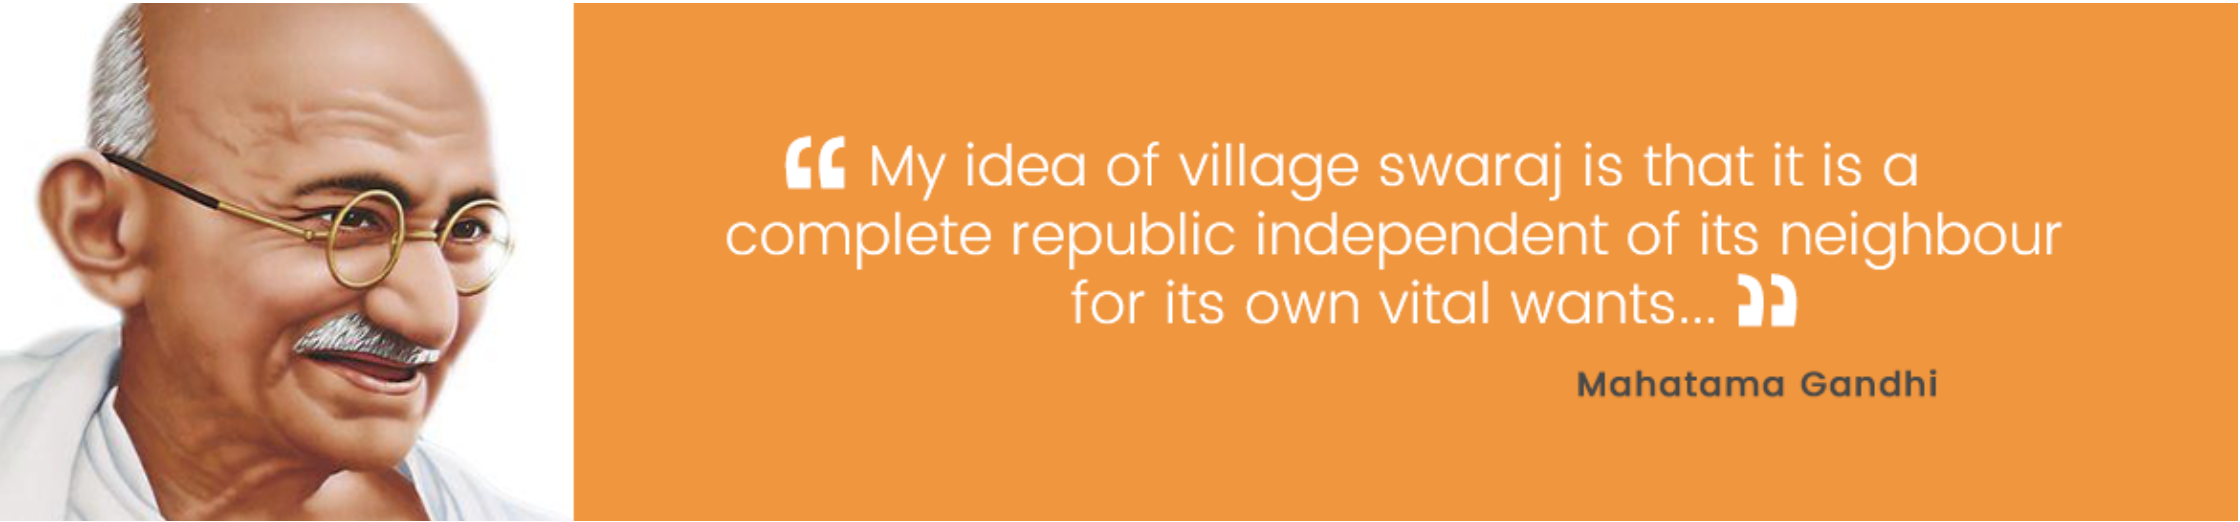 “ My idea of village swaraj is that it is a
complete republic independent of its neighbour
for its own vital wants... ”
Mahatama Gandhi